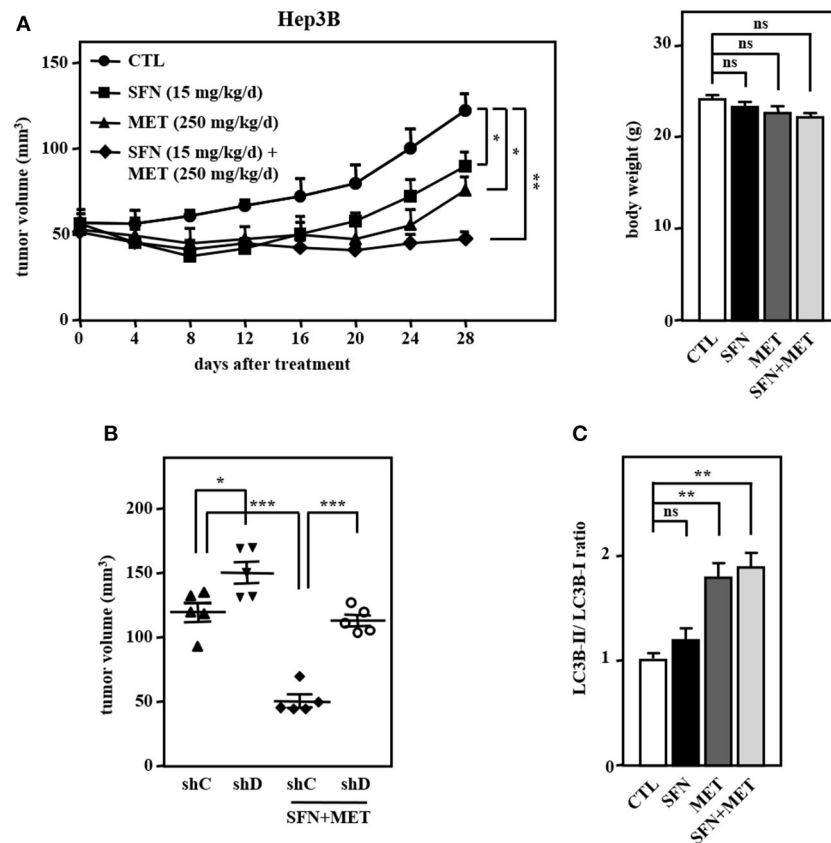 A
Hep3B
tumor volume (mm³)
150
100
50
0
CTL
SFN (15 mg/kg/d)
MET (250 mg/kg/d)
SFN (15 mg/kg/d) +
MET (250 mg/kg/d)
*
*
**
0 4 8 12 16 20 24 28
days after treatment
body weight (g)
30
20
10
0
ns
ns
ns
CTL SFN MET SFN+MET
B
tumor volume (mm³)
200
150
100
50
0
*
***
***
shC shD shC shD
SFN+MET
C
LC3B-II/ LC3B-I ratio
2
1
0
**
**
ns
CTL SFN MET SFN+MET